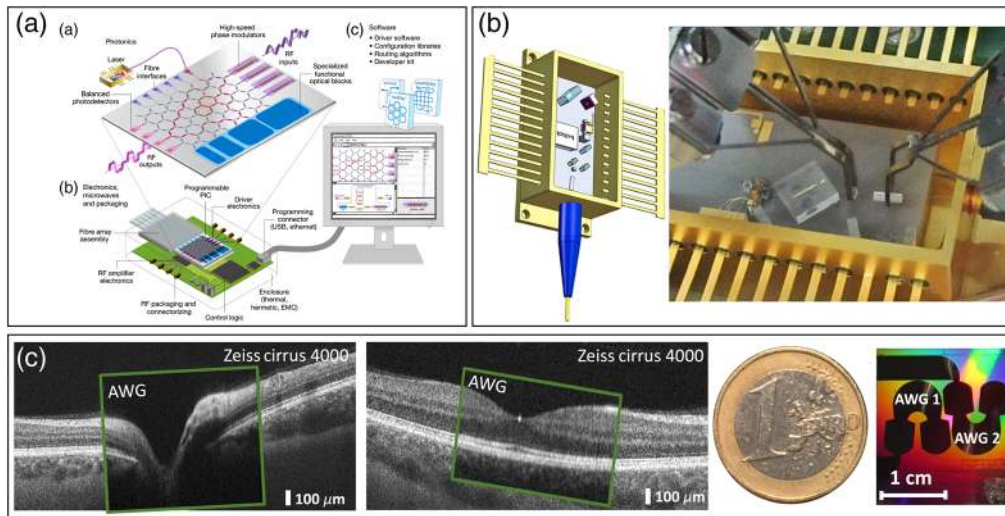 (a)
(a)
Photonics
Laser
Fibre
interfaces
Balanced
photodetectors
High-speed
phase modulators
RF
inputs
Specialized
functional
optical blocks
RF
outputs
(b)
Electronics,
microwaves
and packaging
Programmable
PIC
Driver
electronics
Programming
connector
(USB, ethernet)
Fibre array
assembly
RF amplifier
electronics
RF packaging and
connectorizing
Control logic
Enclosure
(thermal,
hermetic, EMC)
(c)
Software
• Driver software
• Configuration libraries
• Routing algorithms
• Developer kit
(b)
(c)
Zeiss cirrus 4000
AWG
100 μm
Zeiss cirrus 4000
AWG
100 μm
1
AWG 1
AWG 2
1 cm